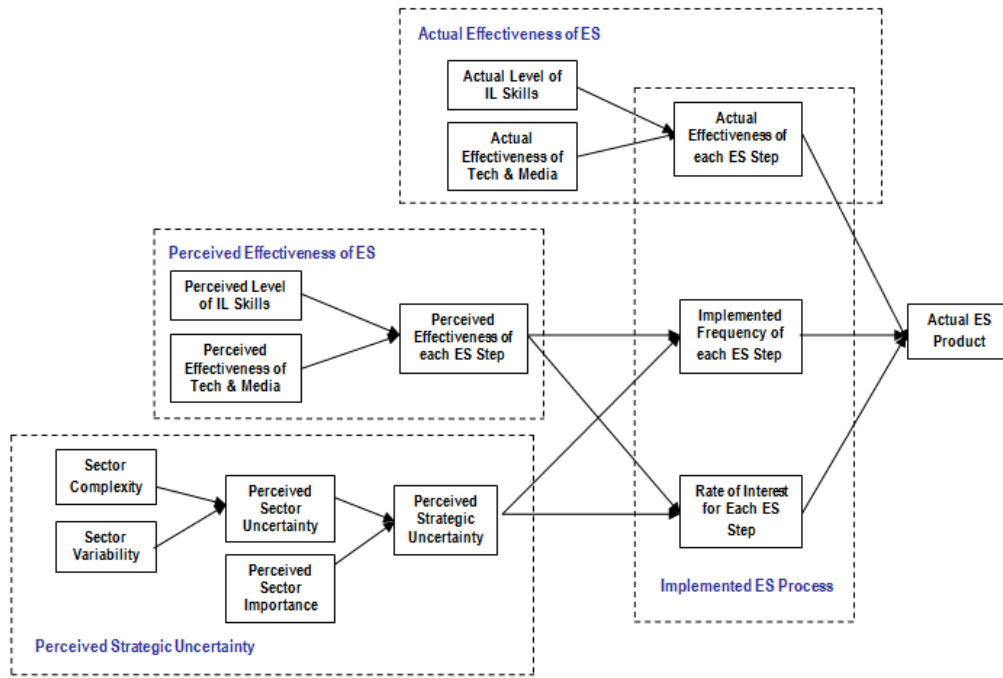 Actual Effectiveness of ES
Actual Level of
IL Skills
Actual
Effectiveness of
Tech & Media
Actual
Effectiveness of
each ES Step
Perceived Effectiveness of ES
Perceived Level
of IL Skills
Perceived
Effectiveness of
Tech & Media
Perceived
Effectiveness of
each ES Step
Implemented
Frequency of
each ES Step
Actual ES
Product
Sector
Complexity
Sector
Variability
Perceived
Sector
Uncertainty
Perceived
Sector
Importance
Perceived
Strategic
Uncertainty
Rate of Interest
for Each ES
Step
Implemented ES Process
Perceived Strategic Uncertainty